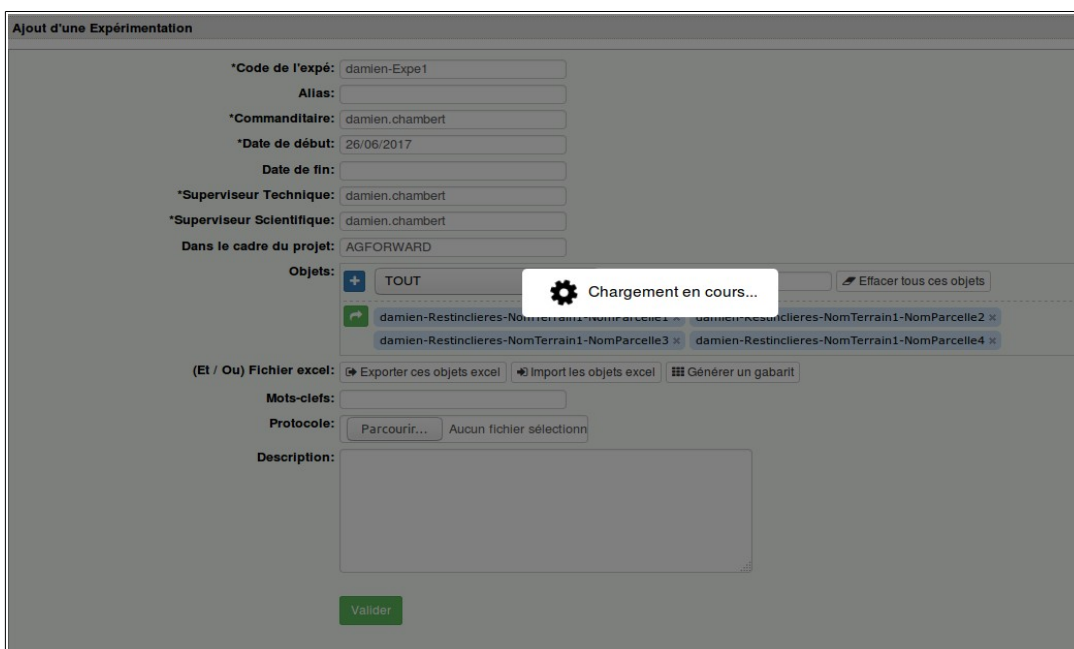 Ajout d'une Expérimentation
*Code de l'expé: damien-Expe1
Alias:
*Commanditaire: damien.chambert
*Date de début: 26/06/2017
Date de fin:
*Superviseur Technique: damien.chambert
*Superviseur Scientifique: damien.chambert
Dans le cadre du projet: AGFORWARD
Objets: + TOUT Chargement en cours... Effacer tous ces objets
damien-Restinclieres-NomTerrain1-NomParcelle1 × damien-Restinclieres-NomTerrain1-NomParcelle2 ×
damien-Restinclieres-NomTerrain1-NomParcelle3 × damien-Restinclieres-NomTerrain1-NomParcelle4 ×
(Et / Ou) Fichier excel: Exporter ces objets excel Import les objets excel Générer un gabarit
Mots-clefs:
Protocole: Parcourir... Aucun fichier sélectionn
Description:
Valider